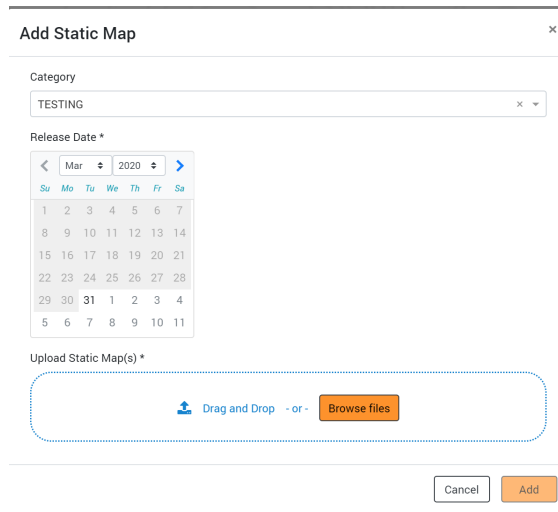 Add Static Map ×
Category
TESTING × 
Release Date *
Mar 2020
Su Mo Tu We Th Fr Sa
1 2 3 4 5 6 7
8 9 10 11 12 13 14
15 16 17 18 19 20 21
22 23 24 25 26 27 28
29 30 31 1 2 3 4
5 6 7 8 9 10 11
Upload Static Map(s) *
Drag and Drop - or - Browse files
Cancel Add